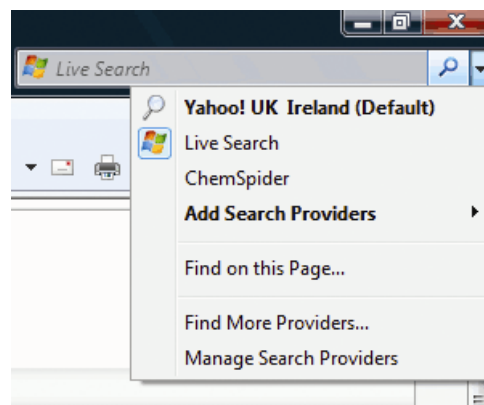 Live Search
Yahoo! UK Ireland (Default)
Live Search
ChemSpider
Add Search Providers
Find on this Page...
Find More Providers...
Manage Search Providers